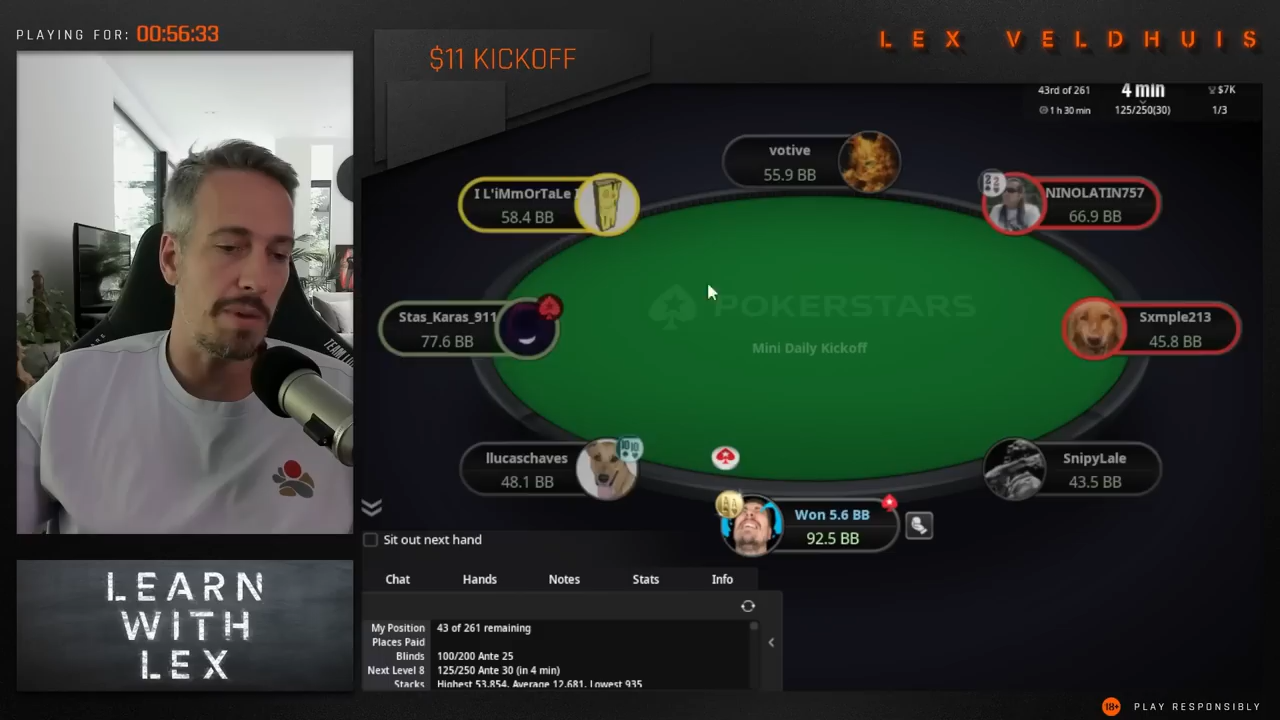 PLAYING FOR: 00:56:33
$11 KICKOFF
LEX VELDHUIS
43rd of 261
4 min
$7K
1 h 30 min
125/250(30)
1/3
votive
55.9 BB
I L'iMmOrTaLe
58.4 BB
NINOLATIN757
66.9 BB
Stas_Karas_911
77.6 BB
POKERSTARS
Mini Daily Kickoff
Sxmple213
45.8 BB
llucaschaves
48.1 BB
SnipyLale
43.5 BB
Won 5.6 BB
92.5 BB
Sit out next hand
Chat Hands Notes Stats Info
My Position 43 of 261 remaining
Places Paid
Blinds 100/200 Ante 25
Next Level 8 125/250 Ante 30 (in 4 min)
Stacks Highest 53,854, Average 12,681, Lowest 935
LEARN
WITH
LEX
18+ PLAY RESPONSIBLY